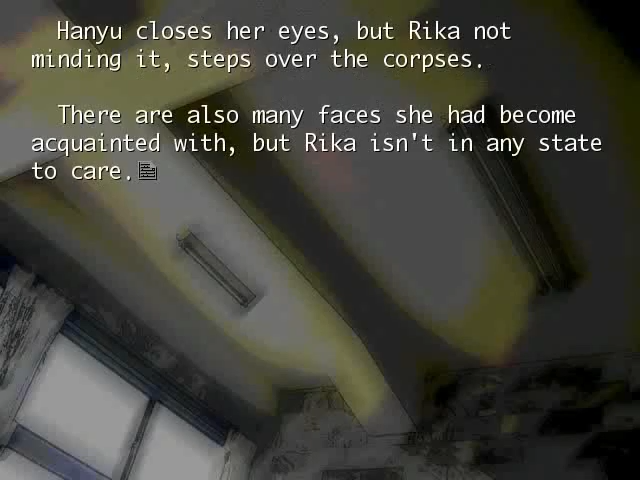 Hanyu closes her eyes, but Rika not
minding it, steps over the corpses.
There are also many faces she had become
acquainted with, but Rika isn't in any state
to care.